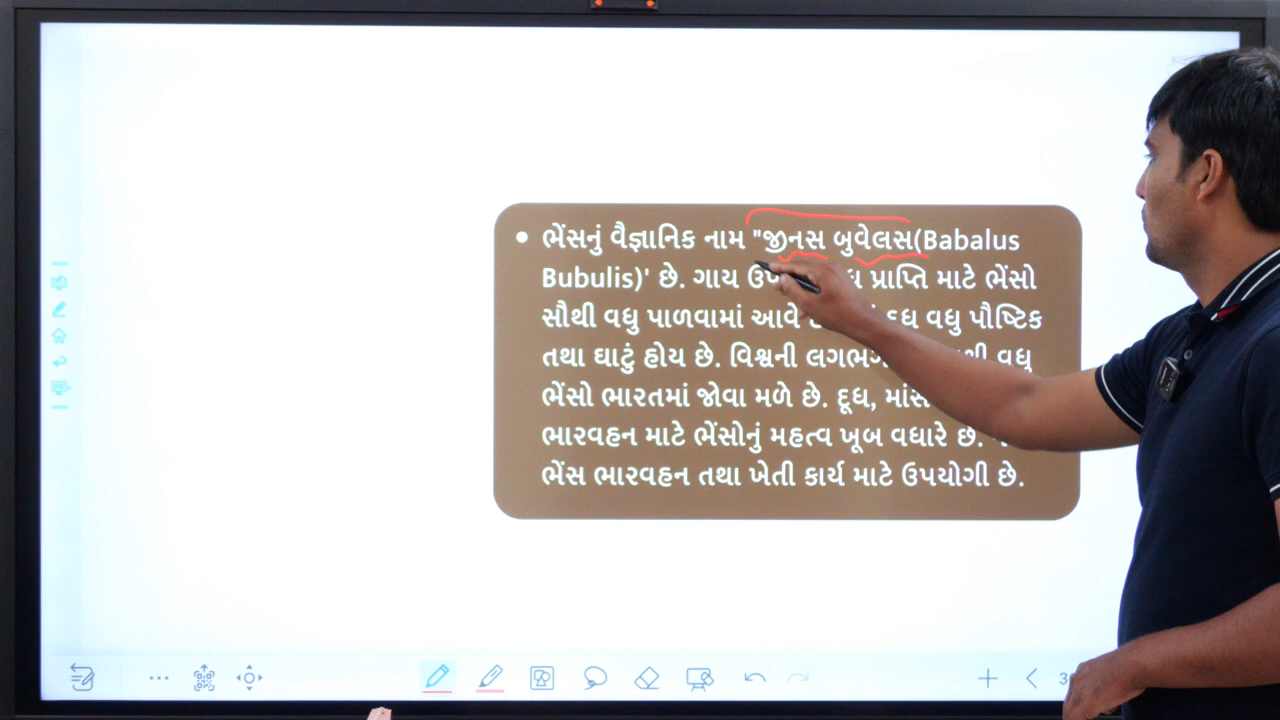 • ભેંસનું વૈજ્ઞાનિક નામ "જીનસ બુવેલસ(Babalus
Bubulis)' છે. ગાય પ્રાપ્તિ માટે ભેંસો
સૌથી વધુ પાળવામાં આવે દૂધ વધુ પૌષ્ટિક
તથા ઘાટું હોય છે. વિશ્વની વધુ
ભેંસો ભારતમાં જોવા મળે છે. દૂધ,
ભારવહન માટે ભેંસોનું મહત્વ ખૂબ વધારે છે.
ભેંસ ભારવહન તથા ખેતી કાર્ય માટે ઉપયોગી છે.